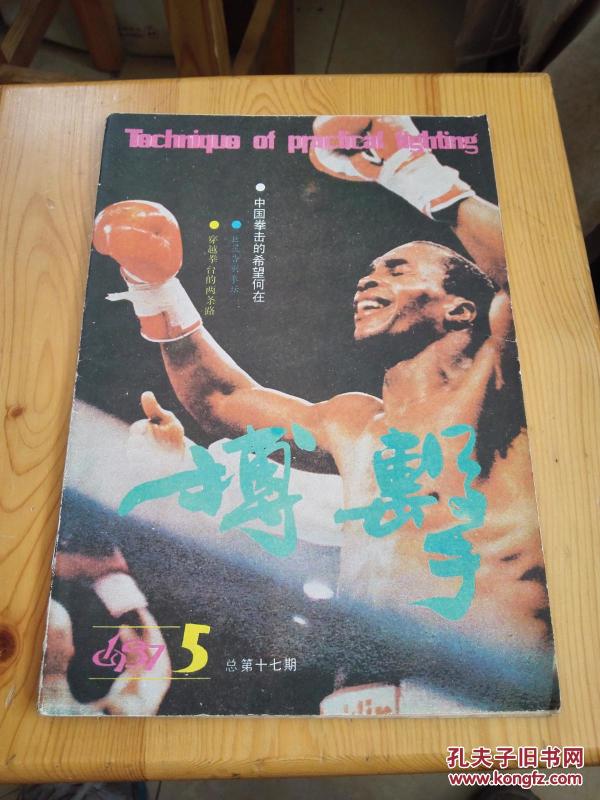 Technique of practical fighting
中国拳击的希望何在
穿越拳台的两条路
搏擊
1987 5
总第十七期
孔夫子旧书网
www.kongfz.com